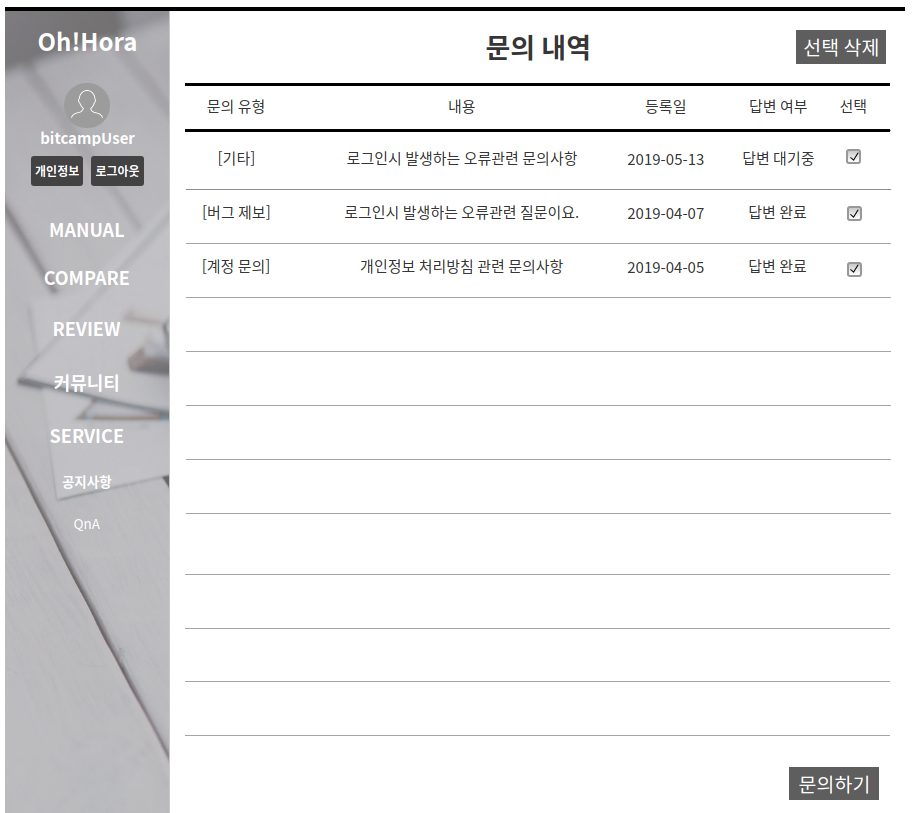 Oh!Hora
bitcampUser
개인정보 로그아웃
MANUAL
COMPARE
REVIEW
커뮤니티
SERVICE
공지사항
QnA
문의 내역
선택 삭제
문의 유형 내용 등록일 답변 여부 선택
[기타] 로그인시 발생하는 오류관련 문의사항 2019-05-13 답변 대기중
[버그 제보] 로그인시 발생하는 오류관련 질문이요. 2019-04-07 답변 완료
[계정 문의] 개인정보 처리방침 관련 문의사항 2019-04-05 답변 완료
문의하기